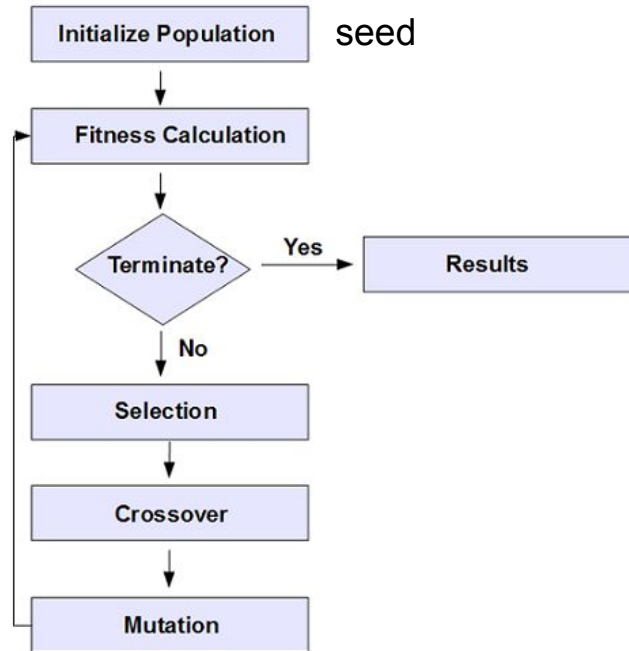 Initialize Population
seed
Fitness Calculation
Terminate?
Yes
Results
No
Selection
Crossover
Mutation